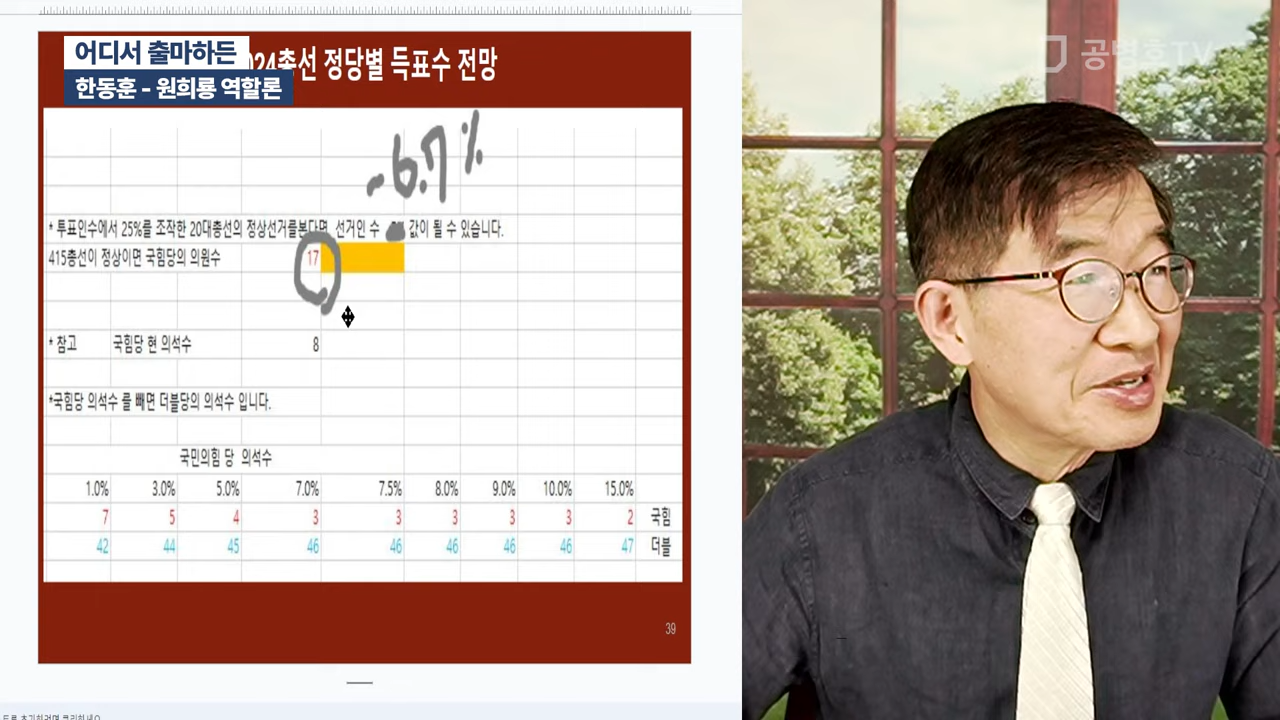 어디서 출마하든
한동훈 - 원희룡 역할론
024총선 정당별 득표수 전망
공병호TV
-6.7%
* 투표인수에서 25%를 조작한 20대총선의 정상선거를본다면 선거인 수 값이 될 수 있습니다.
415총선이 정상이면 국힘당의 의원수 17
* 참고 국힘당 현 의석수 8
*국힘당 의석수 를 빼면 더블당의 의석수 입니다.
국민의힘 당 의석수
1.0% 3.0% 5.0% 7.0% 7.5% 8.0% 9.0% 10.0% 15.0%
7 5 4 3 3 3 3 3 2 국힘
42 44 45 46 46 46 46 46 47 더블
39